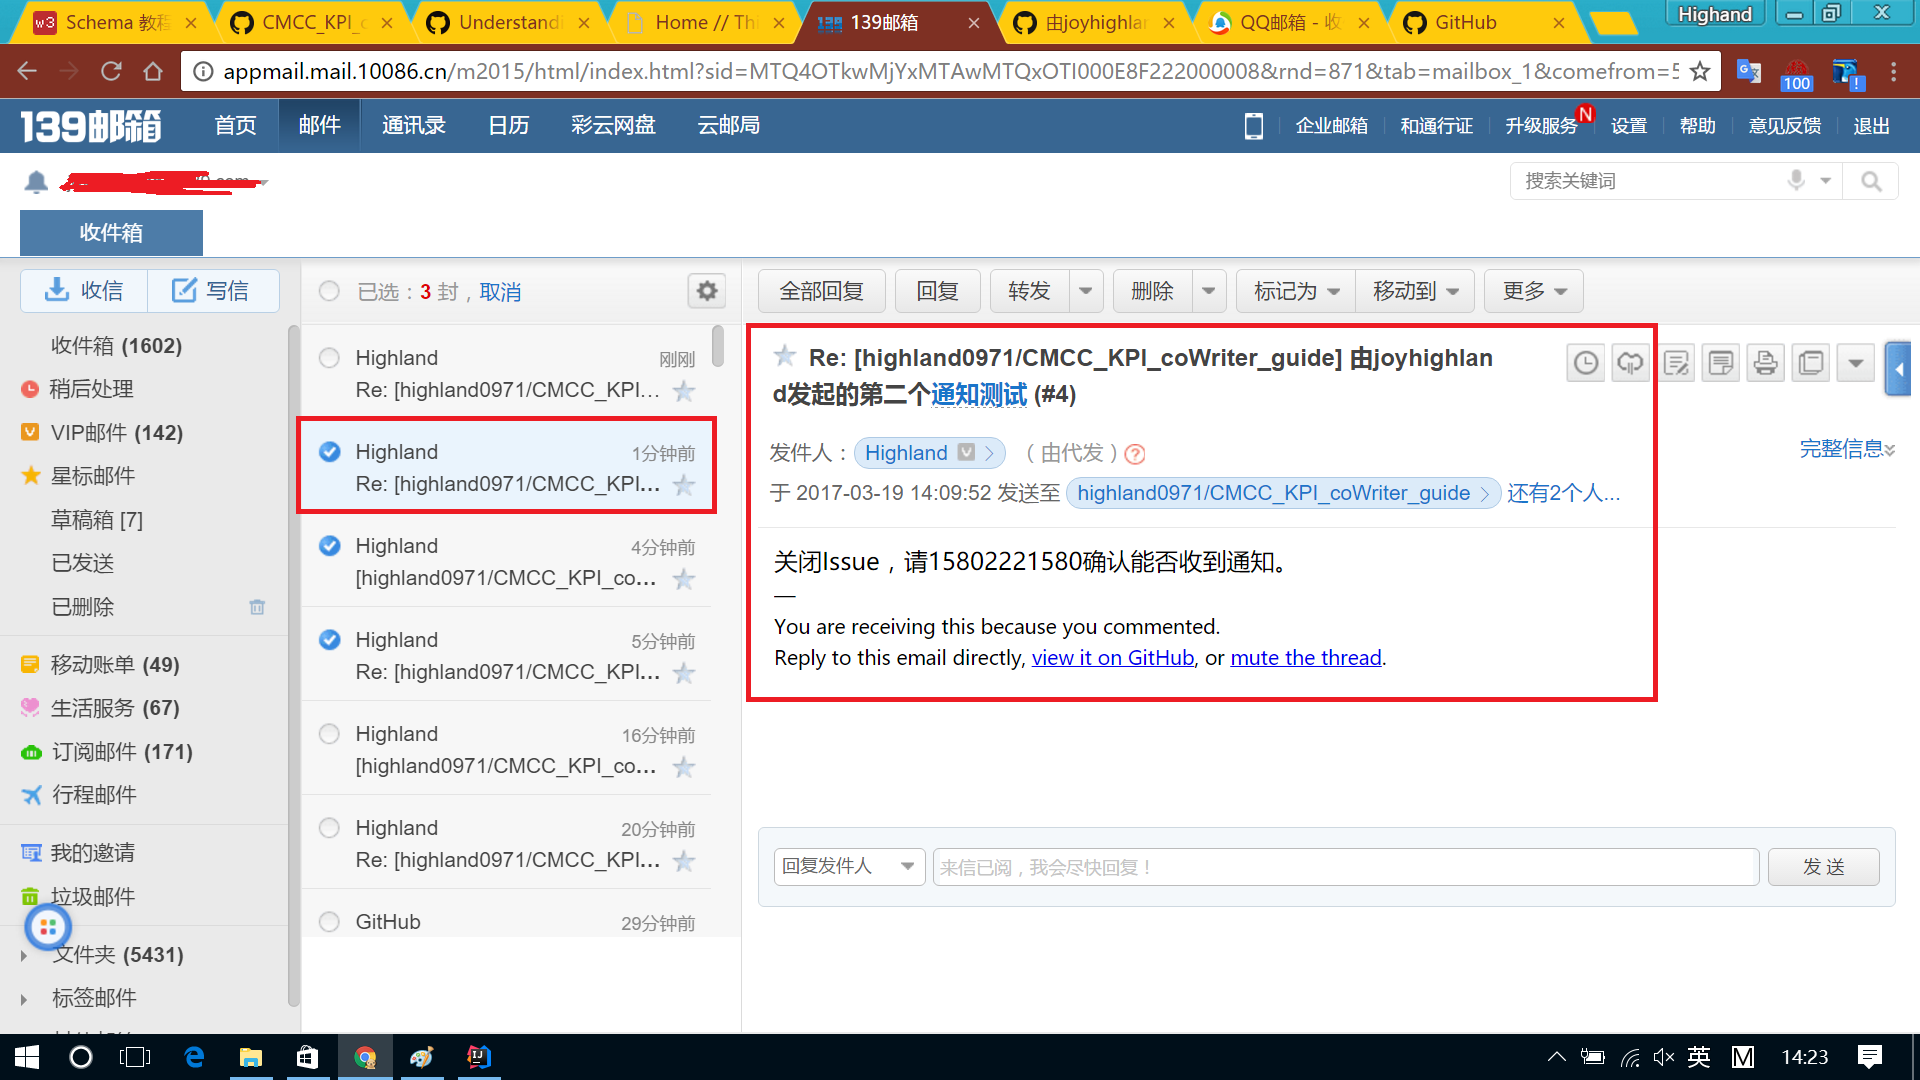 Schema 教程
CMCC_KPI_c
Understandi
Home // Th
139邮箱
由joyhighlan
QQ邮箱 - 收
GitHub
Highand
appmail.mail.10086.cn/m2015/html/index.html?sid=MTQ4OTkwMjYxMTAwMTQxOTI000E8F222000008&rnd=871&tab=mailbox_1&comefrom=5
100
139邮箱
首页
邮件
通讯录
日历
彩云网盘
云邮局
企业邮箱
和通行证
升级服务
N
设置
帮助
意见反馈
退出
搜索关键词
收件箱
收信
写信
已选：3 封，取消
全部回复
回复
转发
删除
标记为
移动到
更多
收件箱 (1602)
稍后处理
VIP邮件 (142)
星标邮件
草稿箱 [7]
已发送
已删除
移动账单 (49)
生活服务 (67)
订阅邮件 (171)
行程邮件
我的邀请
垃圾邮件
文件夹 (5431)
标签邮件
Highland
刚刚
Re: [highland0971/CMCC_KPI...
Highland
1分钟前
Re: [highland0971/CMCC_KPI...
Highland
4分钟前
[highland0971/CMCC_KPI_co...
Highland
5分钟前
Re: [highland0971/CMCC_KPI...
Highland
16分钟前
[highland0971/CMCC_KPI_co...
Highland
20分钟前
Re: [highland0971/CMCC_KPI...
GitHub
29分钟前
Re: [highland0971/CMCC_KPI_coWriter_guide] 由joyhighlan
d发起的第二个通知测试 (#4)
发件人：Highland （由代发）
完整信息
于 2017-03-19 14:09:52 发送至 highland0971/CMCC_KPI_coWriter_guide 还有2个人...
关闭Issue，请15802221580确认能否收到通知。
—
You are receiving this because you commented.
Reply to this email directly, view it on GitHub, or mute the thread.
回复发件人
来信已阅，我会尽快回复！
发 送
英
M
14:23